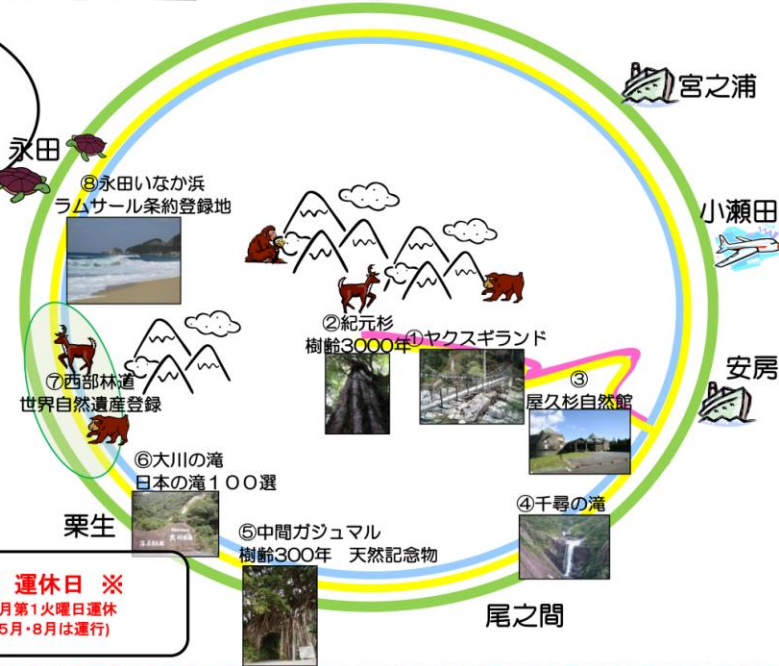 宮之浦
永田
⑧永田いなか浜
ラムサール条約登録地
小瀬田
②紀元杉
樹齢3000年
①ヤクスギランド
③
屋久杉自然館
安房
⑦西部林道
世界自然遺産登録
⑥大川の滝
日本の滝100選
④千尋の滝
栗生
⑤中間ガジュマル
樹齢300年 天然記念物
尾之間
運休日 ※
月第1火曜日運休
5月・8月は運行)